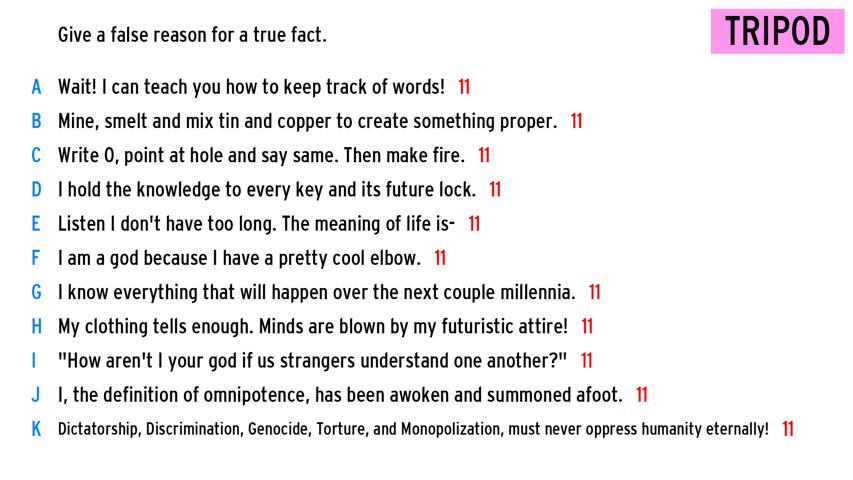 Give a false reason for a true fact.
TRIPOD
A Wait! I can teach you how to keep track of words! 11
B Mine, smelt and mix tin and copper to create something proper. 11
C Write O, point at hole and say same. Then make fire. 11
D I hold the knowledge to every key and its future lock. 11
E Listen I don't have too long. The meaning of life is- 11
F I am a god because I have a pretty cool elbow. 11
G I know everything that will happen over the next couple millennia. 11
H My clothing tells enough. Minds are blown by my futuristic attire! 11
I "How aren't I your god if us strangers understand one another?" 11
J I, the definition of omnipotence, has been awoken and summoned afoot. 11
K Dictatorship, Discrimination, Genocide, Torture, and Monopolization, must never oppress humanity eternally! 11